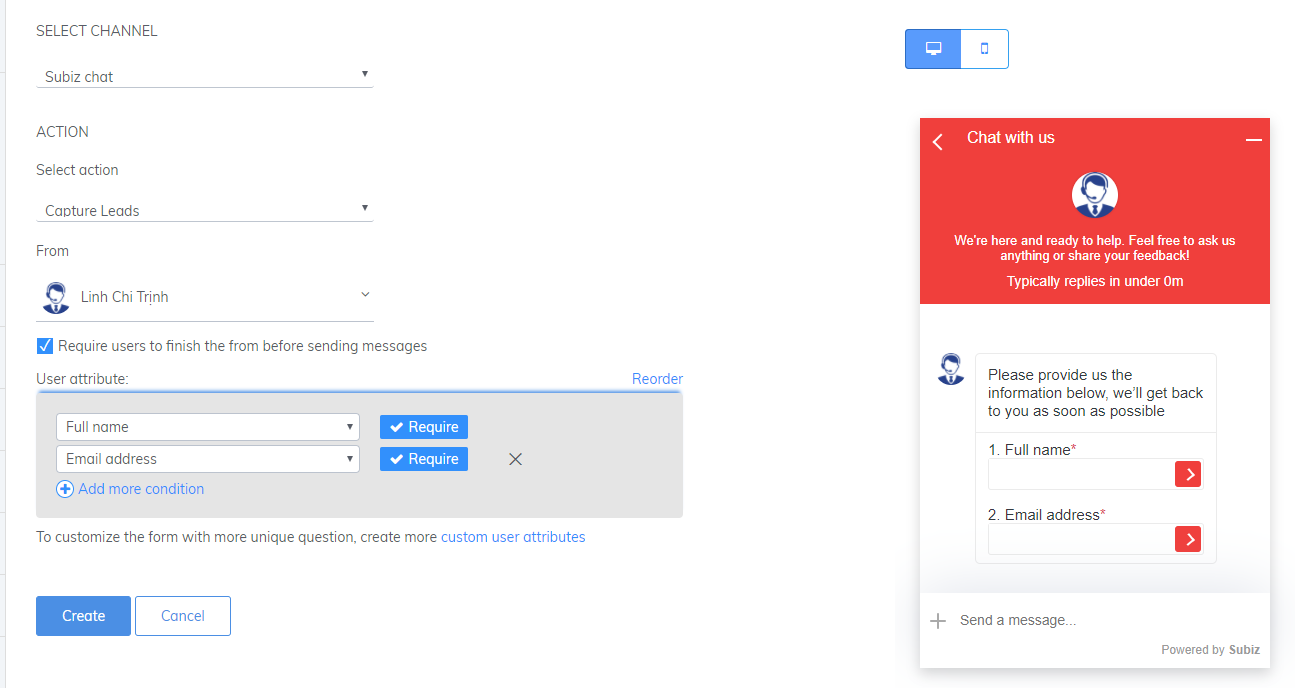 SELECT CHANNEL
Subiz chat
ACTION
Select action
Capture Leads
From
Linh Chi Trịnh
Require users to finish the from before sending messages
User attribute:
Reorder
Full name
Require
Email address
Require
Add more condition
To customize the form with more unique question, create more custom user attributes
Create
Cancel
Chat with us
We're here and ready to help. Feel free to ask us
anything or share your feedback!
Typically replies in under 0m
Please provide us the
information below, we’ll get back
to you as soon as possible
1. Full name*
2. Email address*
Send a message...
Powered by Subiz